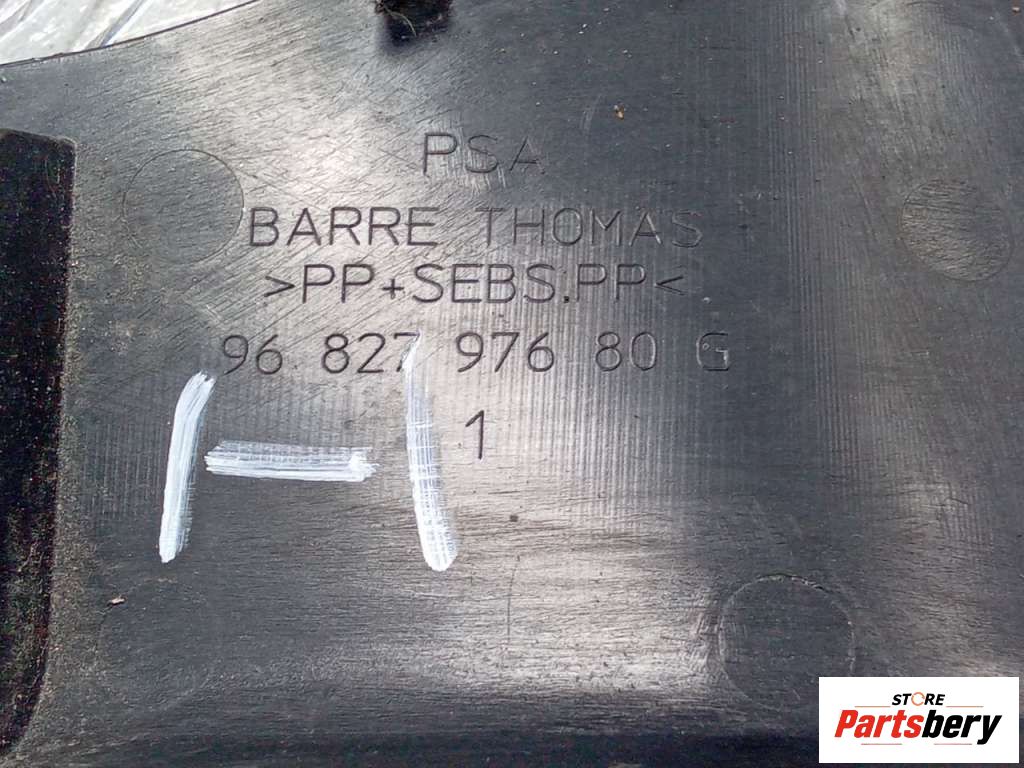 PSA
BARRE THOMAS
>PP+SEBS.PP<
96 827 976 80 G
1
H
STORE
Partsbery